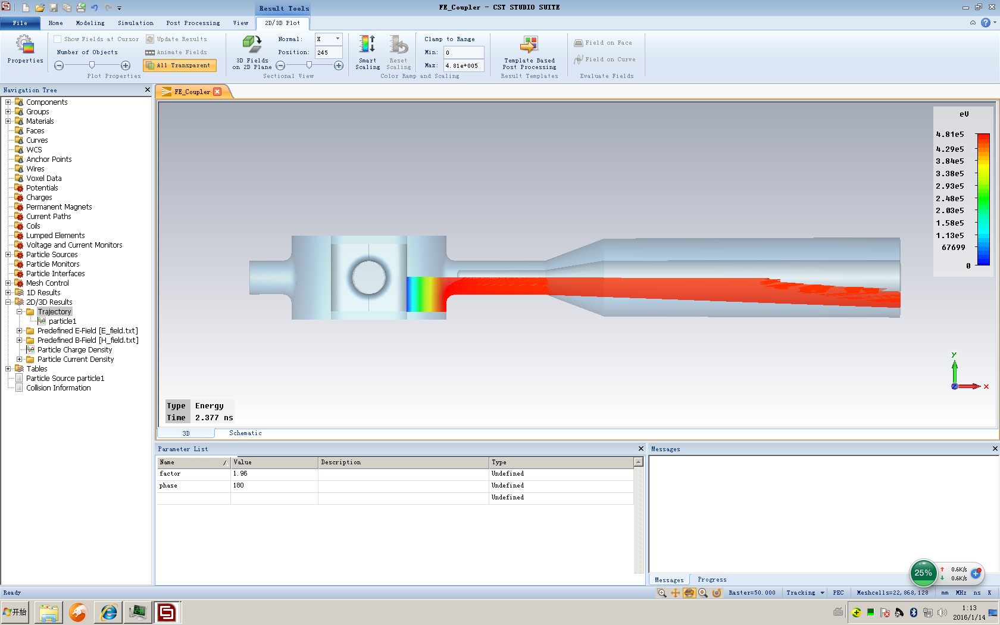 FE_Coupler - CST STUDIO SUITE
Result Tools
File
Home
Modeling
Simulation
Post Processing
View
2D/3D Plot
Properties
Show Fields at Cursor
Number of Objects
Update Results
Animate Fields
All Transparent
Plot Properties
3D Fields
on 2D Plane
Normal:
X
Position:
245
Sectional View
Smart
Scaling
Reset
Scaling
Clamp to Range
Min:
0
Max:
4.81e+005
Color Ramp and Scaling
Template Based
Post Processing
Result Templates
Field on Face
Field on Curve
Evaluate Fields
Navigation Tree
Components
Groups
Materials
Faces
Curves
WCS
Anchor Points
Wires
Voxel Data
Potentials
Charges
Permanent Magnets
Current Paths
Coils
Lumped Elements
Voltage and Current Monitors
Particle Sources
Particle Monitors
Particle Interfaces
Mesh Control
1D Results
2D/3D Results
Trajectory
particle1
Predefined E-Field [E_field.txt]
Predefined B-Field [H_field.txt]
Particle Charge Density
Particle Current Density
Tables
Particle Source particle1
Collision Information
FE_Coupler
eV
4.81e5
4.29e5
3.84e5
3.38e5
2.93e5
2.48e5
2.03e5
1.58e5
1.13e5
67699
0
y
z
x
Type Energy
Time 2.377 ns
3D
Schematic
Parameter List
Name
Value
Description
Type
factor
1.96
Undefined
phase
180
Undefined
Undefined
Messages
Messages
Progress
25%
0.6K/s
0.6K/s
Ready
Raster=50.000
Tracking
PEC
Meshcells=22,868,128
mm
MHz
ns
K
开始
1:13
2016/1/14